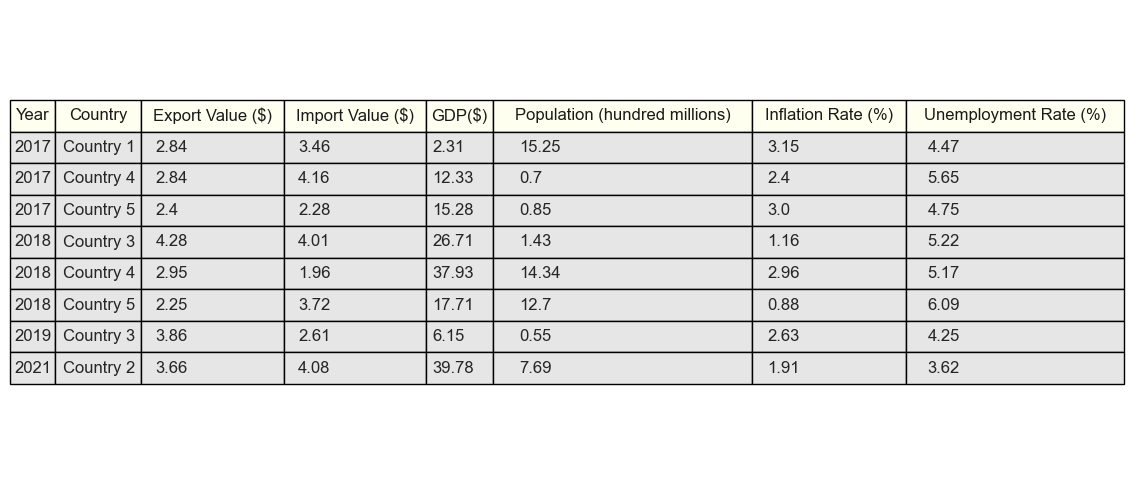 Year Country Export Value ($) Import Value ($) GDP($) Population (hundred millions) Inflation Rate (%) Unemployment Rate (%)
2017 Country 1 2.84 3.46 2.31 15.25 3.15 4.47
2017 Country 4 2.84 4.16 12.33 0.7 2.4 5.65
2017 Country 5 2.4 2.28 15.28 0.85 3.0 4.75
2018 Country 3 4.28 4.01 26.71 1.43 1.16 5.22
2018 Country 4 2.95 1.96 37.93 14.34 2.96 5.17
2018 Country 5 2.25 3.72 17.71 12.7 0.88 6.09
2019 Country 3 3.86 2.61 6.15 0.55 2.63 4.25
2021 Country 2 3.66 4.08 39.78 7.69 1.91 3.62